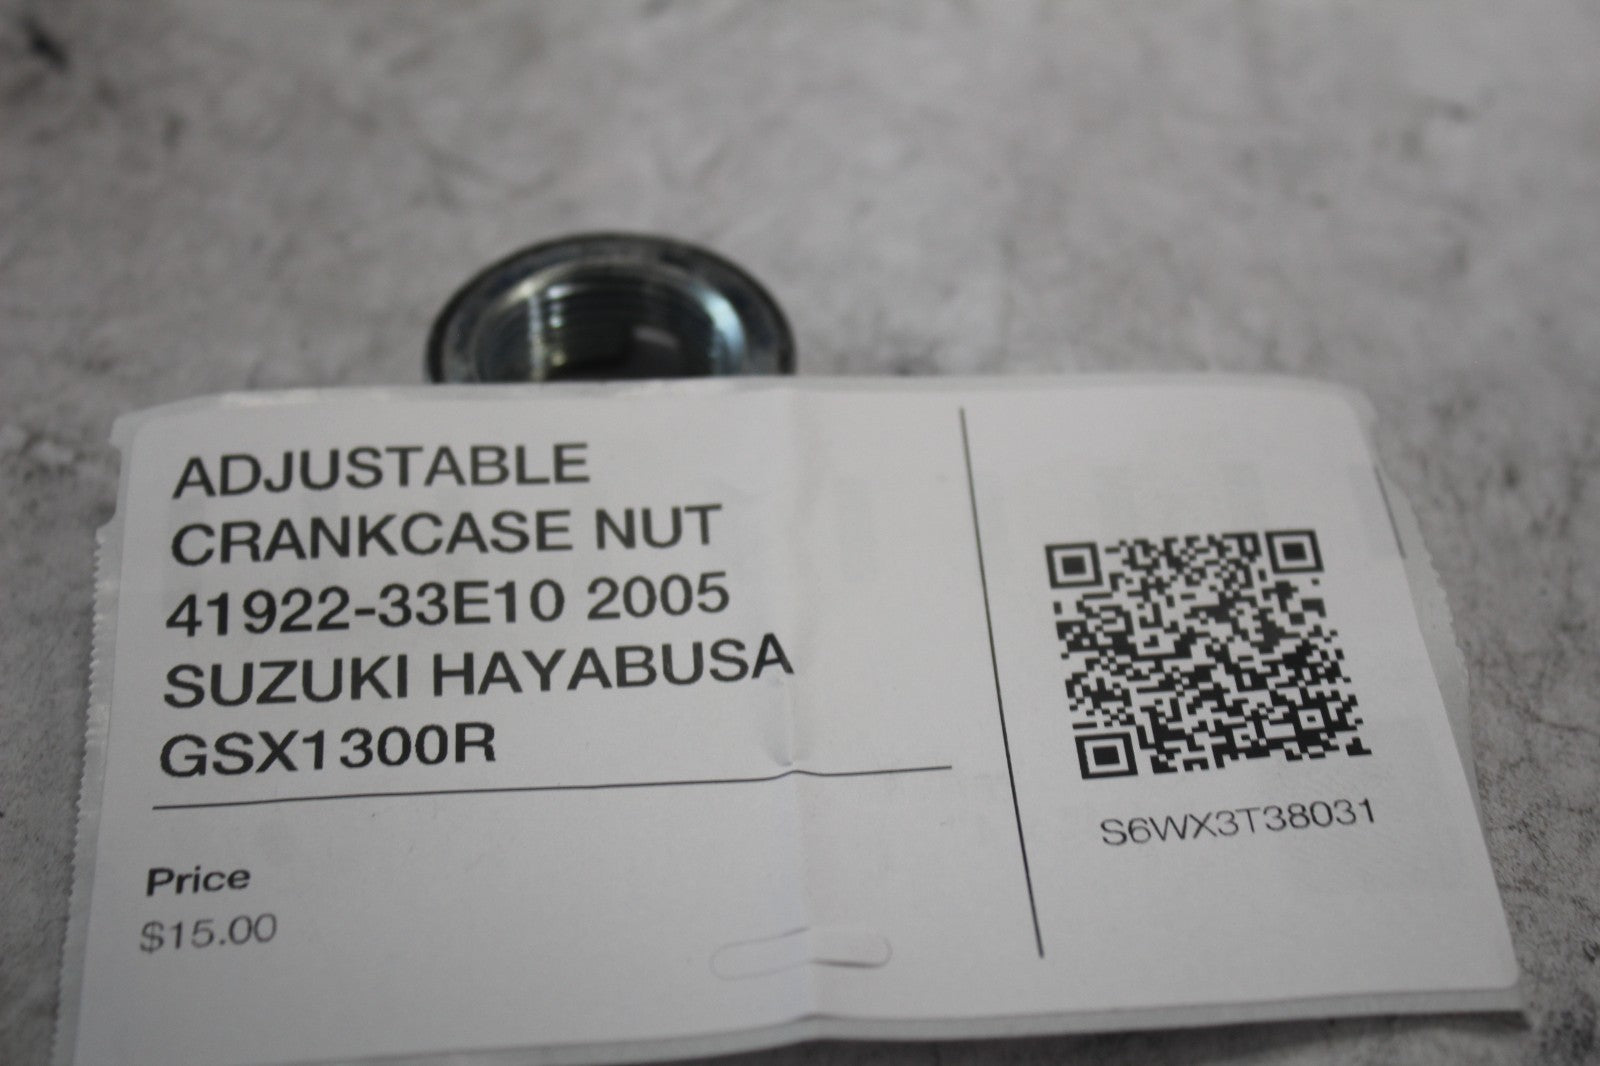 ADJUSTABLE
CRANKCASE NUT
41922-33E10 2005
SUZUKI HAYABUSA
GSX1300R
Price
$15.00
S6WX3T38031